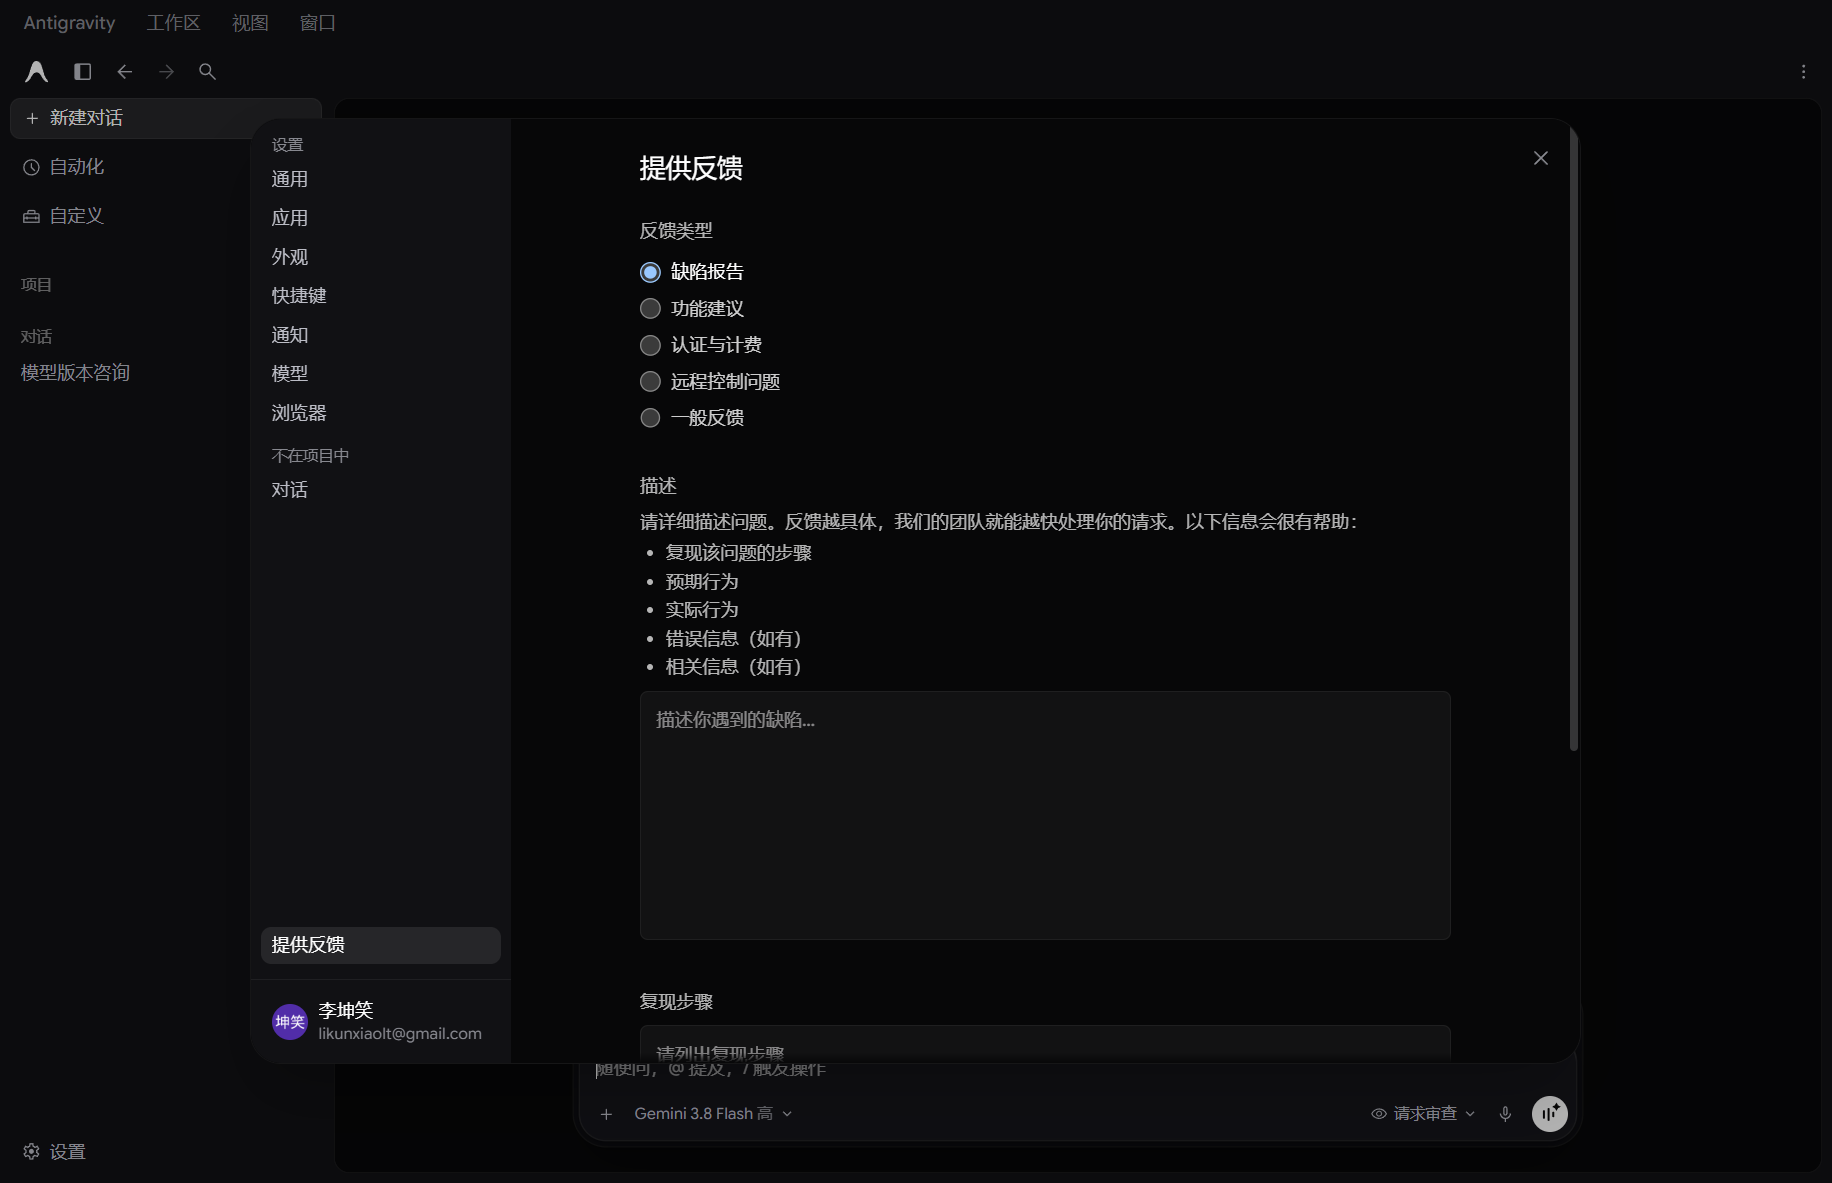 Antigravity 工作区 视图 窗口
新建对话
自动化
自定义
项目
对话
模型版本咨询
设置
设置
通用
应用
外观
快捷键
通知
模型
浏览器
不在项目中
对话
提供反馈
坤笑
李坤笑
likunxiaolt@gmail.com
提供反馈
反馈类型
缺陷报告
功能建议
认证与计费
远程控制问题
一般反馈
描述
请详细描述问题。反馈越具体，我们的团队就能越快处理你的请求。以下信息会很有帮助：
• 复现该问题的步骤
• 预期行为
• 实际行为
• 错误信息（如有）
• 相关信息（如有）
描述你遇到的缺陷...
复现步骤
请列出复现步骤
随便问，@ 提及，/ 触发操作
Gemini 3.8 Flash 高
请求审查